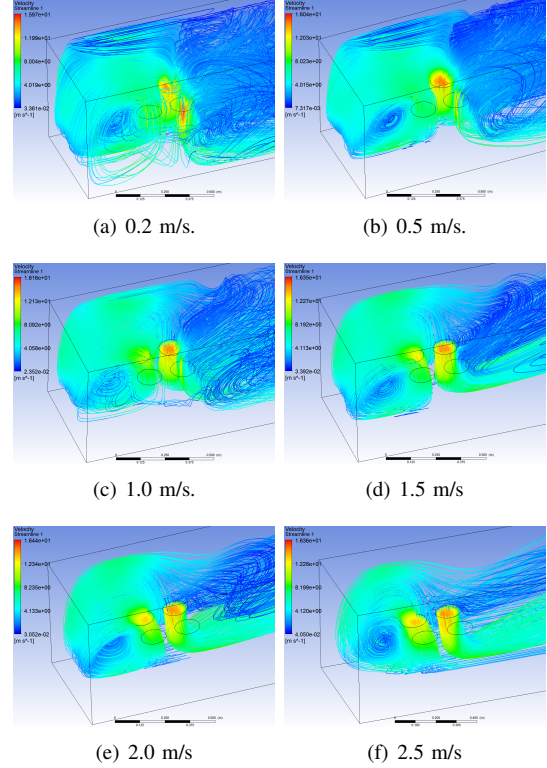 Velocity
Streamline 1
1.597e+01
1.199e+01
8.004e+00
4.019e+00
3.361e-02
[m s^-1]
(a) 0.2 m/s.
Velocity
Streamline 1
1.604e+01
1.203e+01
8.023e+00
4.015e+00
7.317e-03
[m s^-1]
(b) 0.5 m/s.
Velocity
Streamline 1
1.616e+01
1.213e+01
8.092e+00
4.058e+00
2.352e-02
[m s^-1]
(c) 1.0 m/s.
Velocity
Streamline 1
1.635e+01
1.227e+01
8.192e+00
4.113e+00
3.392e-02
[m s^-1]
(d) 1.5 m/s
Velocity
Streamline 1
1.644e+01
1.234e+01
8.235e+00
4.133e+00
3.052e-02
[m s^-1]
(e) 2.0 m/s
Velocity
Streamline 1
1.636e+01
1.228e+01
8.199e+00
4.120e+00
4.050e-02
[m s^-1]
(f) 2.5 m/s